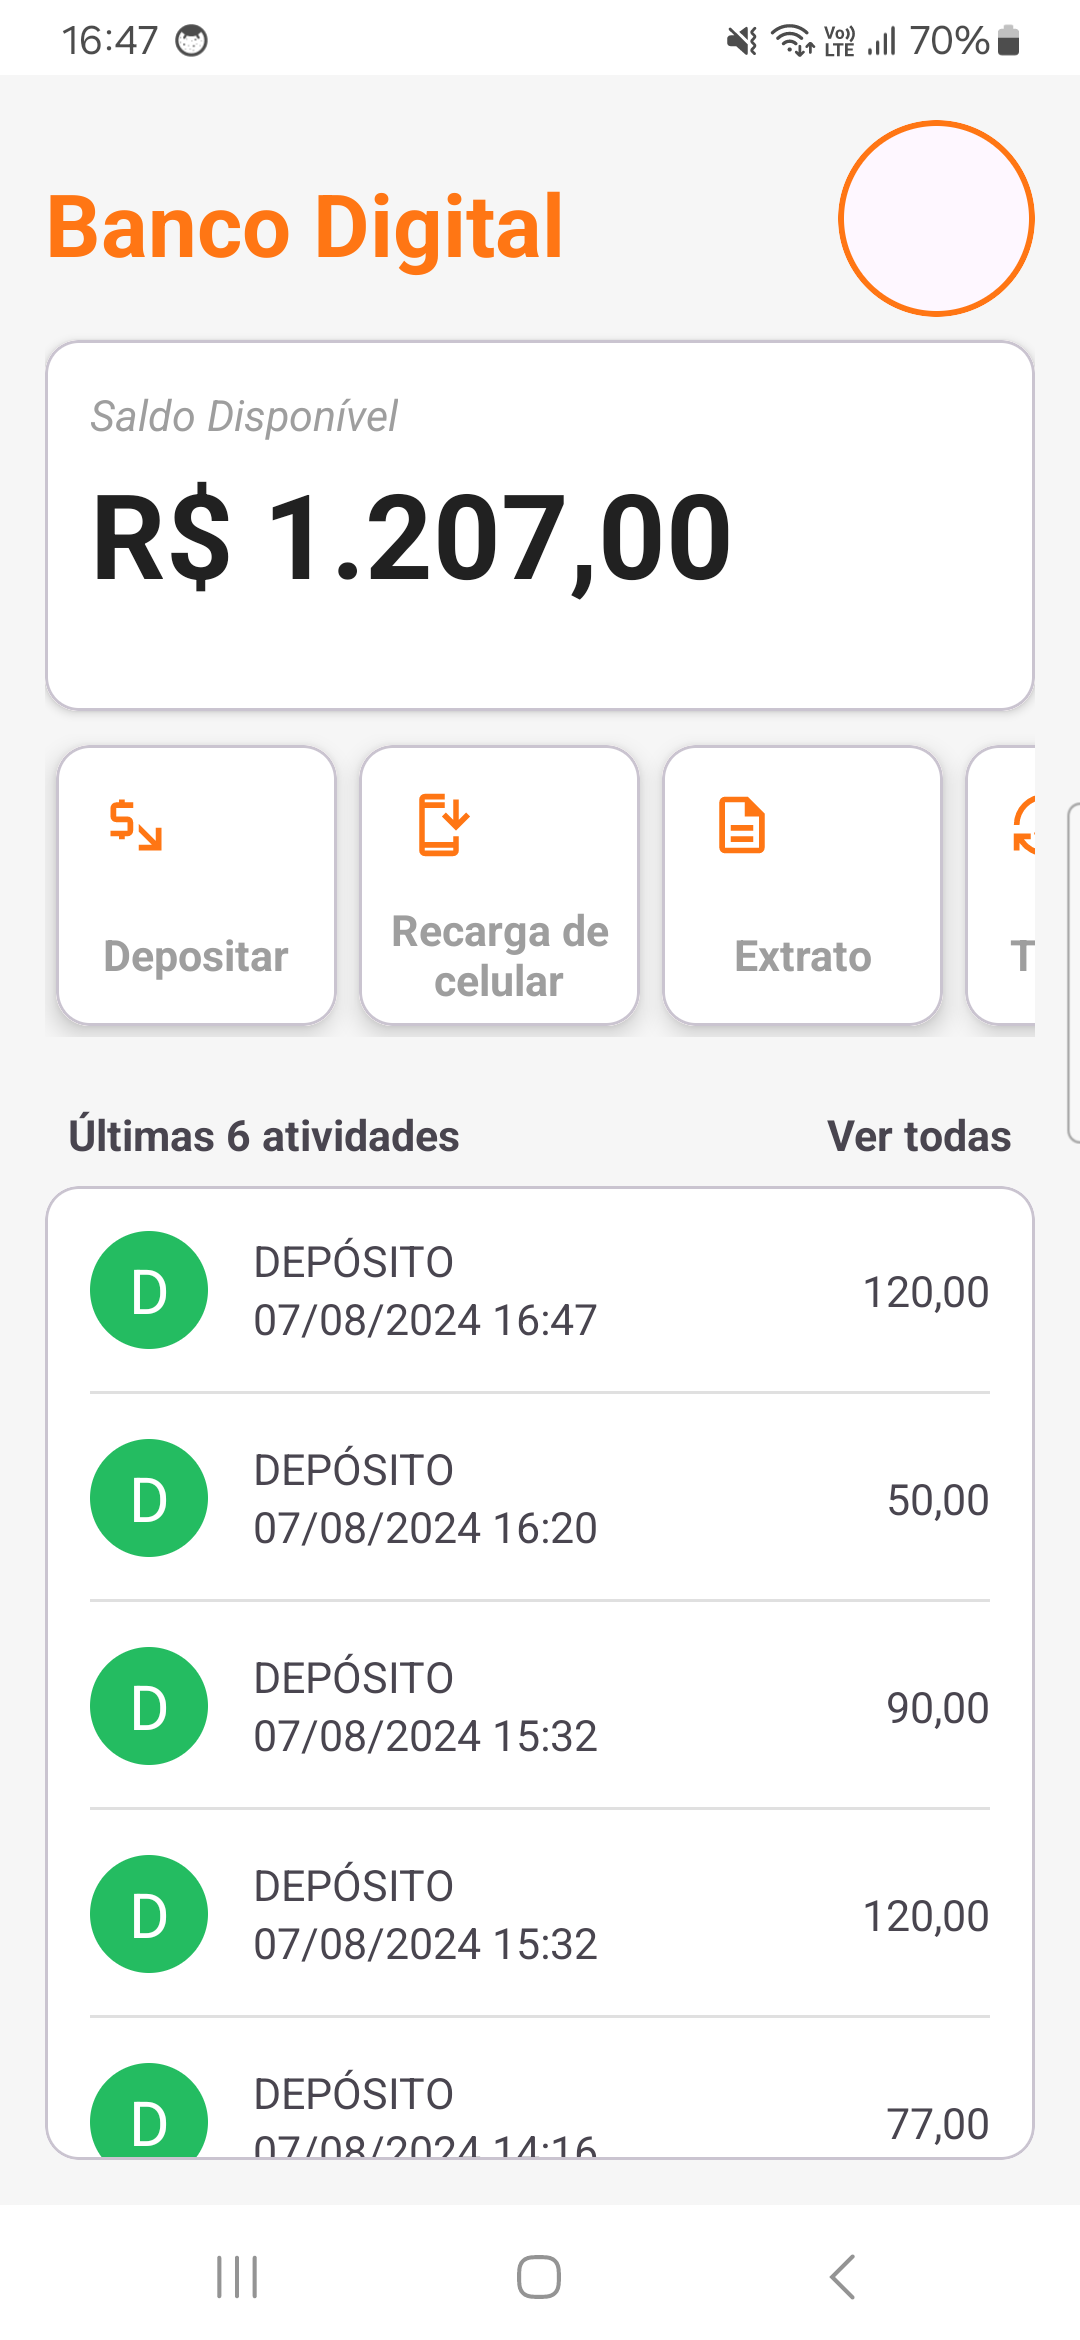 16:47
Vo)) LTE 70%
Banco Digital
Saldo Disponível
R$ 1.207,00
Depositar
Recarga de
celular
Extrato
T
Últimas 6 atividades
Ver todas
D
DEPÓSITO
07/08/2024 16:47
120,00
D
DEPÓSITO
07/08/2024 16:20
50,00
D
DEPÓSITO
07/08/2024 15:32
90,00
D
DEPÓSITO
07/08/2024 15:32
120,00
D
DEPÓSITO
07/08/2024 14:16
77,00